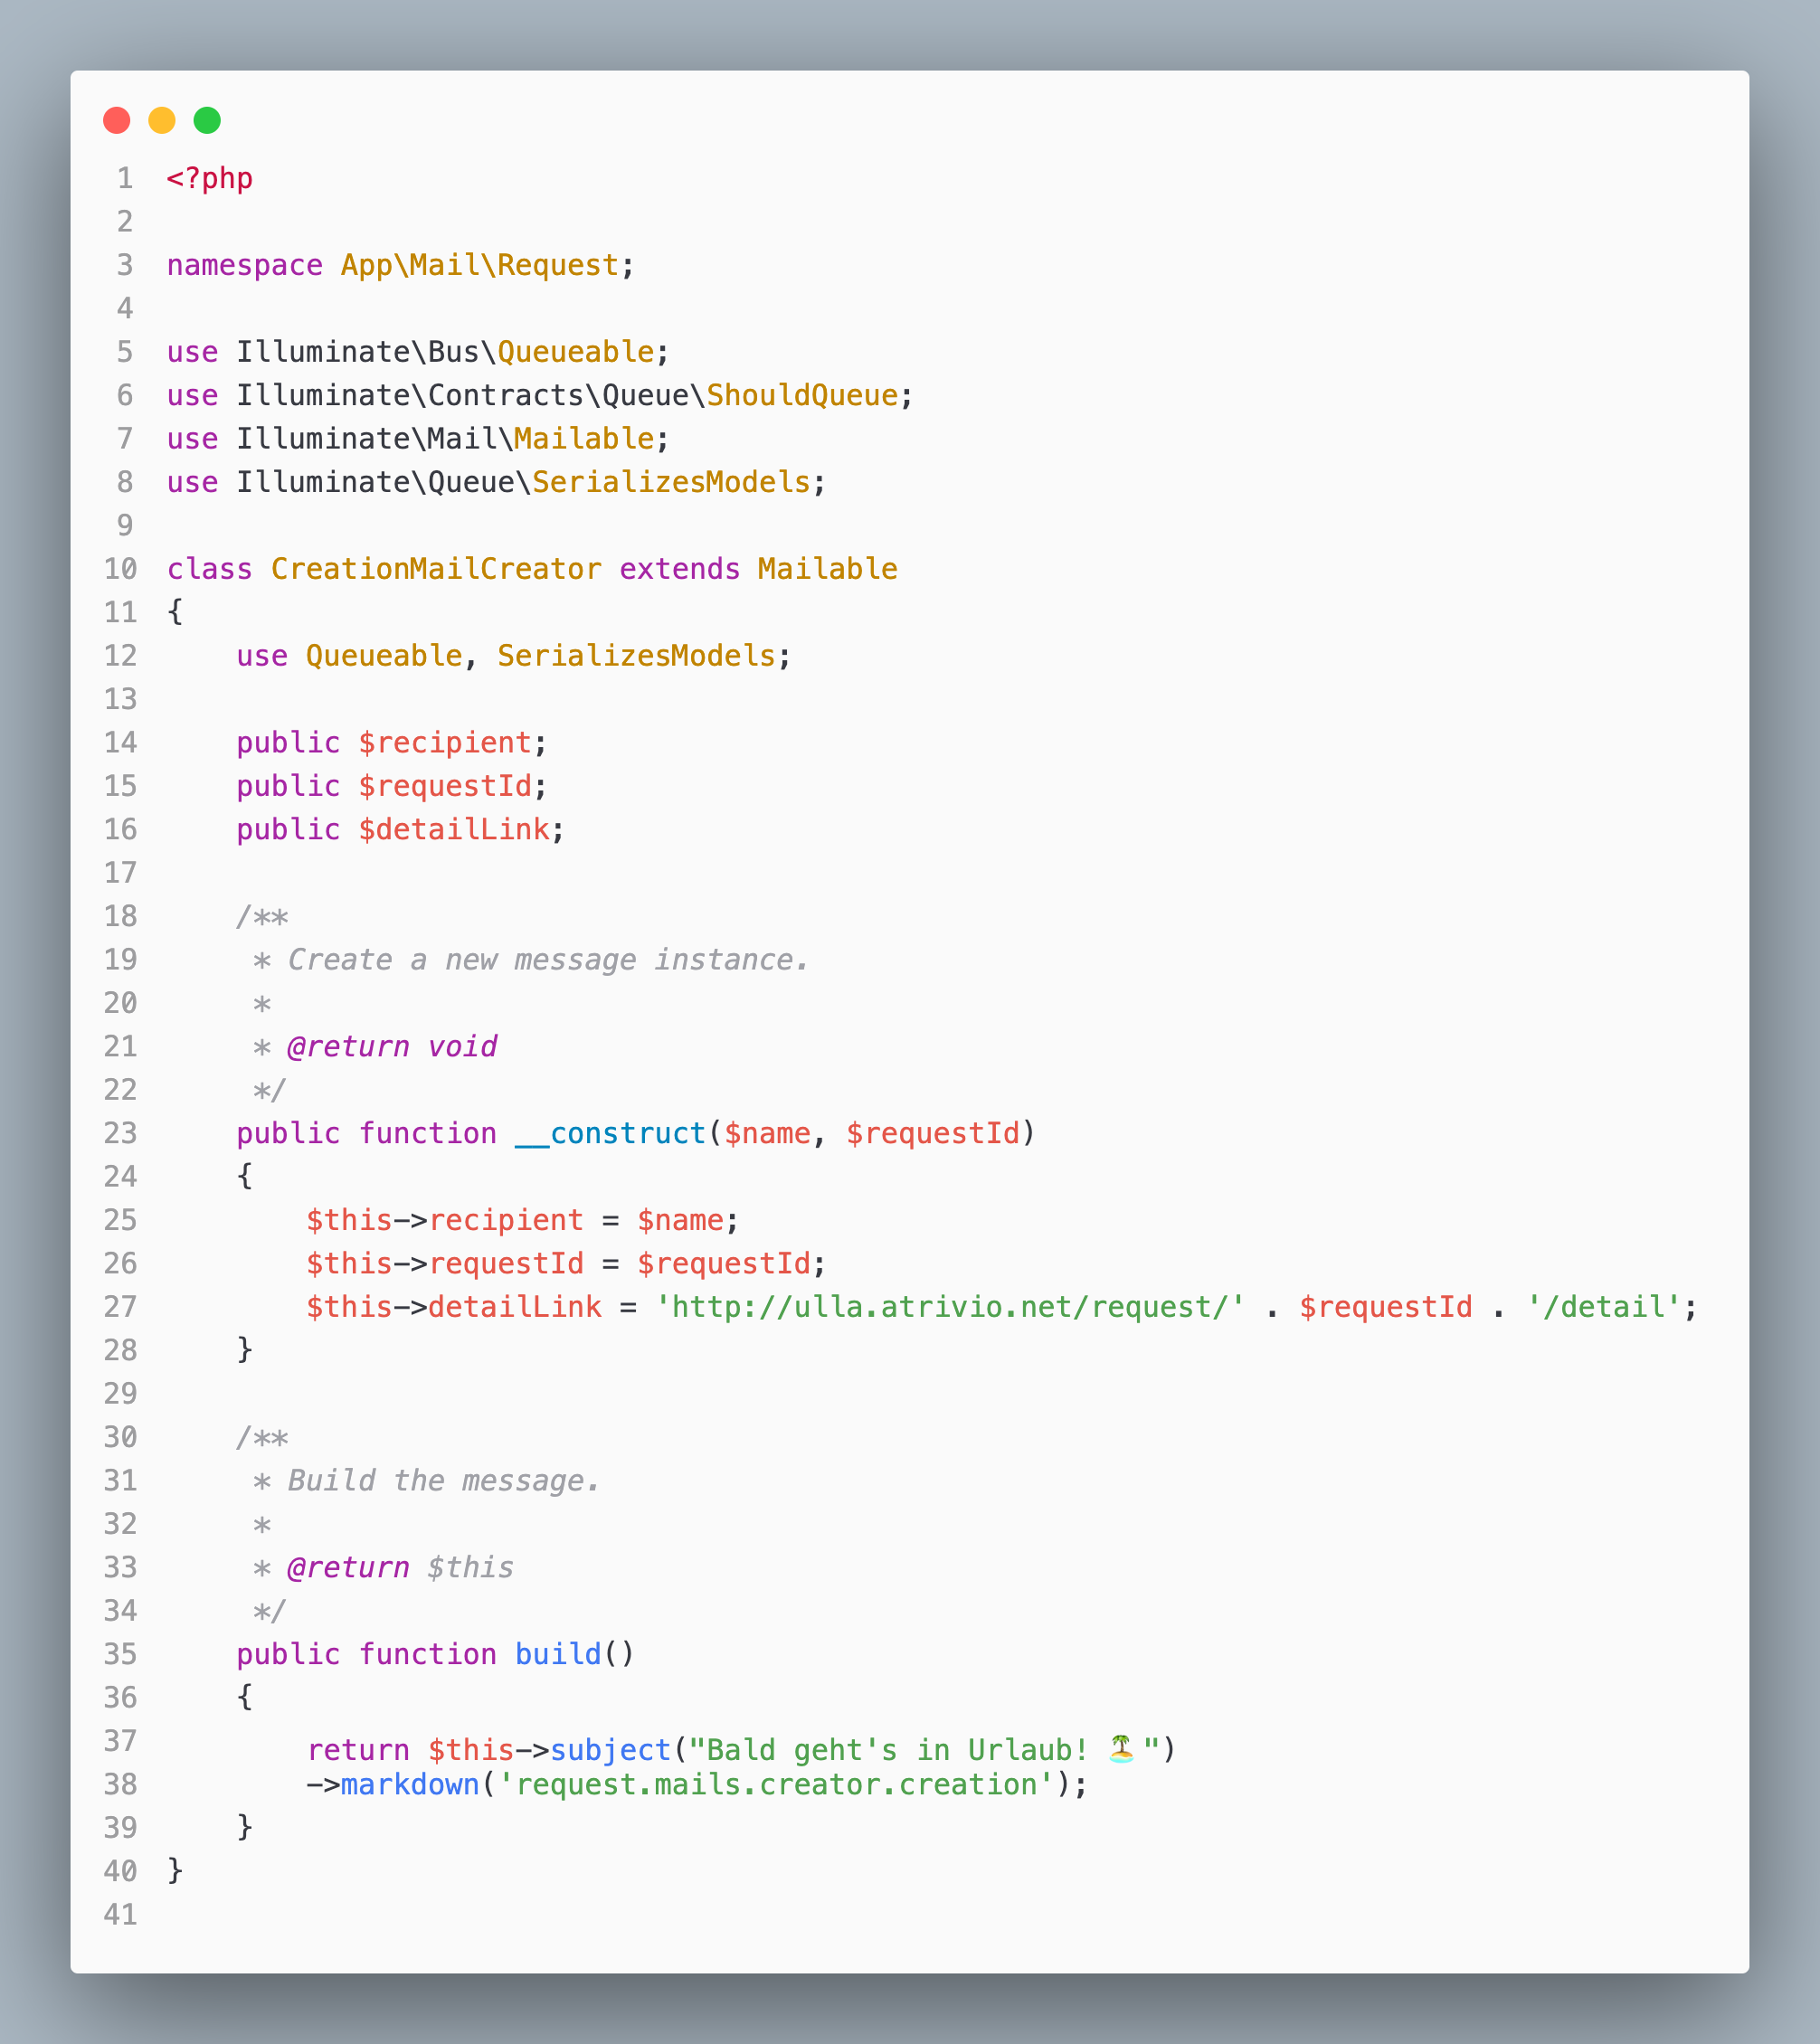 1 <?php
2
3 namespace App\Mail\Request;
4
5 use Illuminate\Bus\Queueable;
6 use Illuminate\Contracts\Queue\ShouldQueue;
7 use Illuminate\Mail\Mailable;
8 use Illuminate\Queue\SerializesModels;
9
10 class CreationMailCreator extends Mailable
11 {
12     use Queueable, SerializesModels;
13
14     public $recipient;
15     public $requestId;
16     public $detailLink;
17
18     /**
19      * Create a new message instance.
20      *
21      * @return void
22      */
23     public function __construct($name, $requestId)
24     {
25         $this->recipient = $name;
26         $this->requestId = $requestId;
27         $this->detailLink = 'http://ulla.atrivio.net/request/' . $requestId . '/detail';
28     }
29
30     /**
31      * Build the message.
32      *
33      * @return $this
34      */
35     public function build()
36     {
37         return $this->subject("Bald geht's in Urlaub! 🏝️")
38         ->markdown('request.mails.creator.creation');
39     }
40 }
41